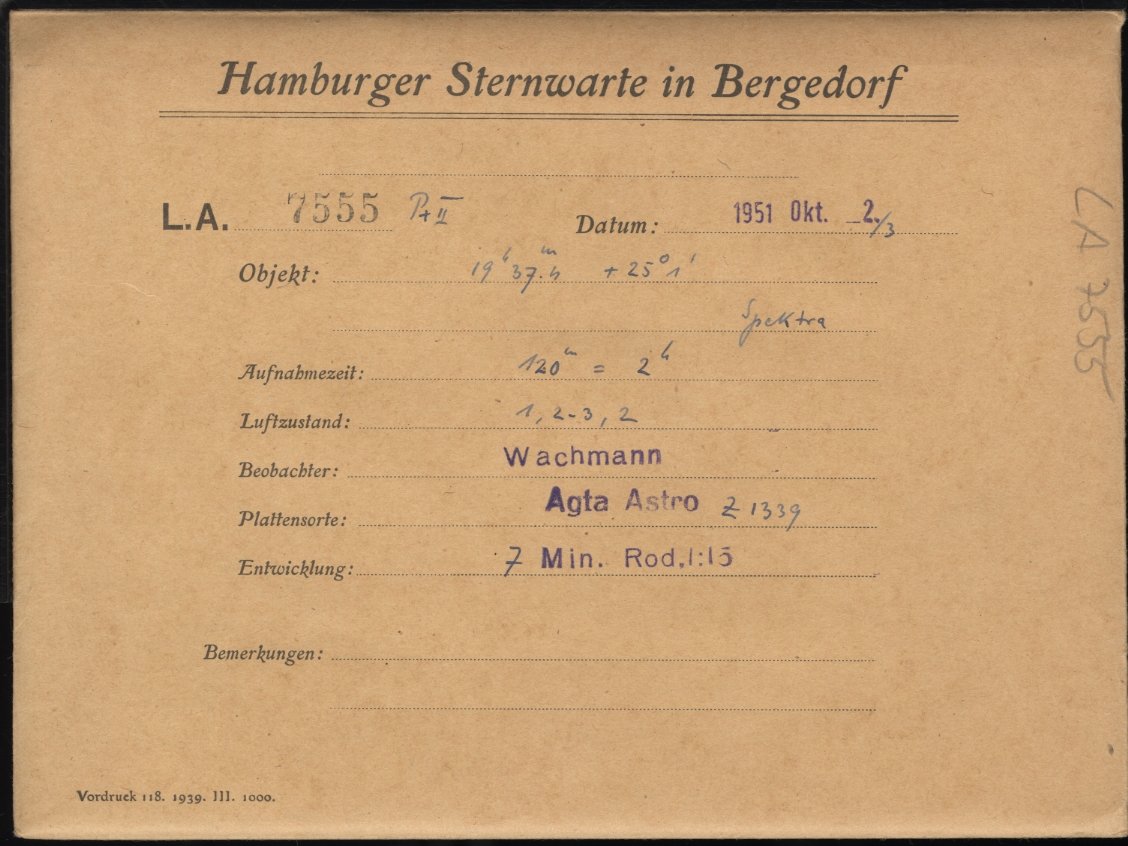 Hamburger Sternwarte in Bergedorf
L.A. 7555 P+II Datum: 1951 Okt. 2./3
Objekt: 19ʰ 37.4ᵐ + 25° 1'
Spektra
Aufnahmezeit: 120ᵐ = 2ʰ
Luftzustand: 1, 2-3, 2
Beobachter: Wachmann
Plattensorte: Agfa Astro Z 1339
Entwicklung: 7 Min. Rod. 1:15
Bemerkungen:
Vordruck 118. 1939. III. 1000.
LA 7555